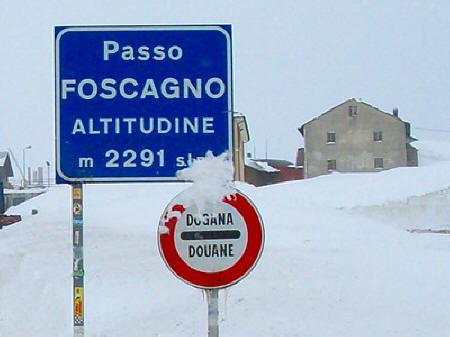 Passo
FOSCAGNO
ALTITUDINE
m 2291 s.l.m.
DOGANA
DOUANE